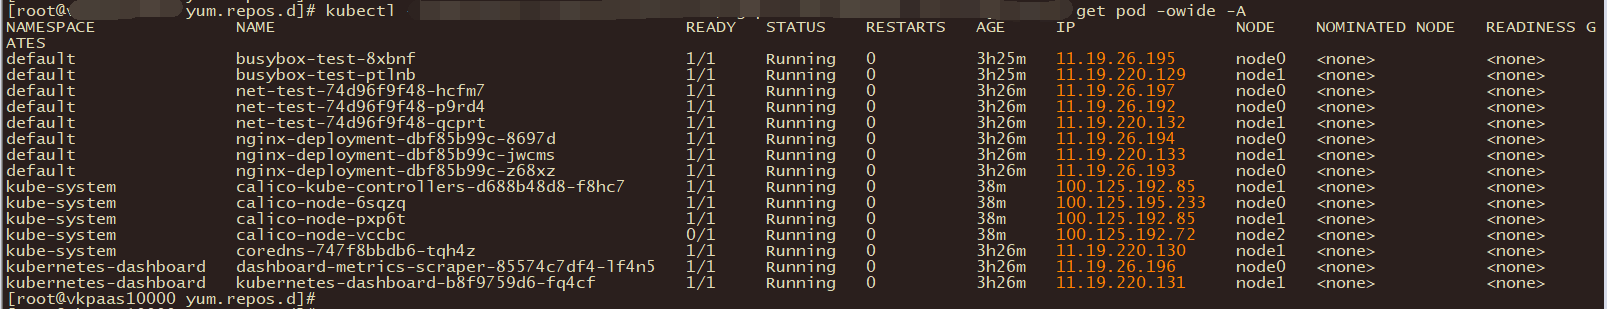 [root@v yum.repos.d]# kubectl - get pod -owide -A
NAMESPACE NAME READY STATUS RESTARTS AGE IP NODE NOMINATED NODE READINESS G
ATES
default busybox-test-8xbnf 1/1 Running 0 3h25m 11.19.26.195 node0 <none> <none>
default busybox-test-ptlnb 1/1 Running 0 3h25m 11.19.220.129 node1 <none> <none>
default net-test-74d96f9f48-hcfm7 1/1 Running 0 3h26m 11.19.26.197 node0 <none> <none>
default net-test-74d96f9f48-p9rd4 1/1 Running 0 3h26m 11.19.26.192 node0 <none> <none>
default net-test-74d96f9f48-qcprt 1/1 Running 0 3h26m 11.19.220.132 node1 <none> <none>
default nginx-deployment-dbf85b99c-8697d 1/1 Running 0 3h26m 11.19.26.194 node0 <none> <none>
default nginx-deployment-dbf85b99c-jwcms 1/1 Running 0 3h26m 11.19.220.133 node1 <none> <none>
default nginx-deployment-dbf85b99c-z68xz 1/1 Running 0 3h26m 11.19.26.193 node0 <none> <none>
kube-system calico-kube-controllers-d688b48d8-f8hc7 1/1 Running 0 38m 100.125.192.85 node1 <none> <none>
kube-system calico-node-6sqzq 1/1 Running 0 38m 100.125.195.233 node0 <none> <none>
kube-system calico-node-pxp6t 1/1 Running 0 38m 100.125.192.85 node1 <none> <none>
kube-system calico-node-vccbc 0/1 Running 0 38m 100.125.192.72 node2 <none> <none>
kube-system coredns-747f8bbdb6-tqh4z 1/1 Running 0 3h26m 11.19.220.130 node1 <none> <none>
kubernetes-dashboard dashboard-metrics-scraper-85574c7df4-lf4n5 1/1 Running 0 3h26m 11.19.26.196 node0 <none> <none>
kubernetes-dashboard kubernetes-dashboard-b8f9759d6-fq4cf 1/1 Running 0 3h26m 11.19.220.131 node1 <none> <none>
[root@vkpaas10000 yum.repos.d]#